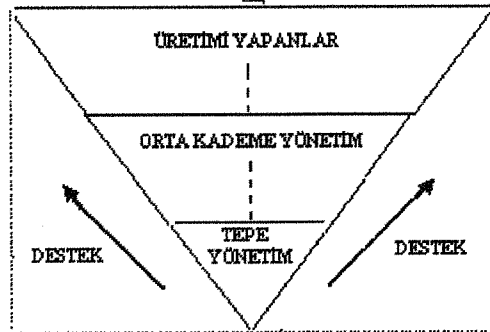 ÜRETİMİ YAPANLAR
ORTA KADEME YÖNETİM
TEPE
YÖNETİM
DESTEK
DESTEK